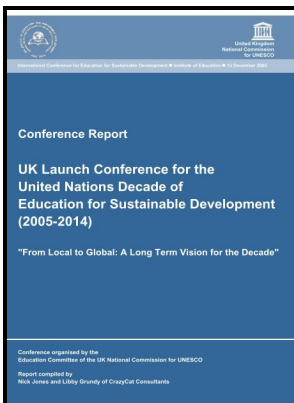 United Kingdom
National Commission
for UNESCO
International Conference for Education for Sustainable Development ■ Institute of Education ■ 13 December 2005
Conference Report
UK Launch Conference for the
United Nations Decade of
Education for Sustainable Development
(2005-2014)
"From Local to Global: A Long Term Vision for the Decade"
Conference organised by the
Education Committee of the UK National Commission for UNESCO
Report compiled by
Nick Jones and Libby Grundy of CrazyCat Consultants